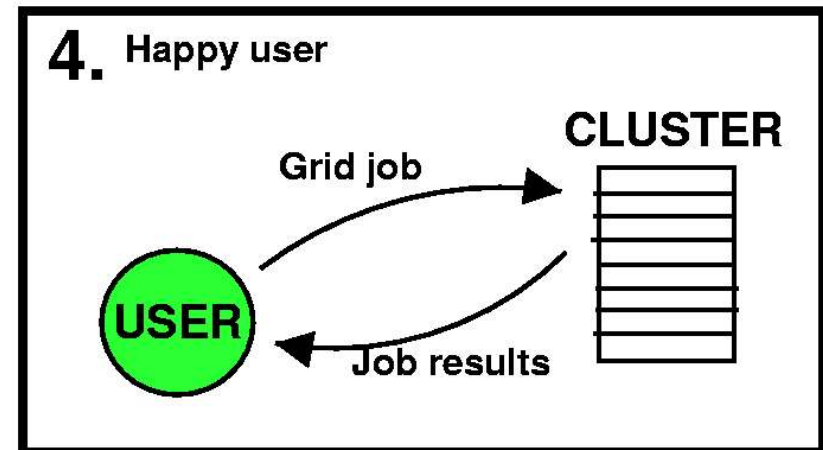 4. Happy user
CLUSTER
Grid job
USER
Job results